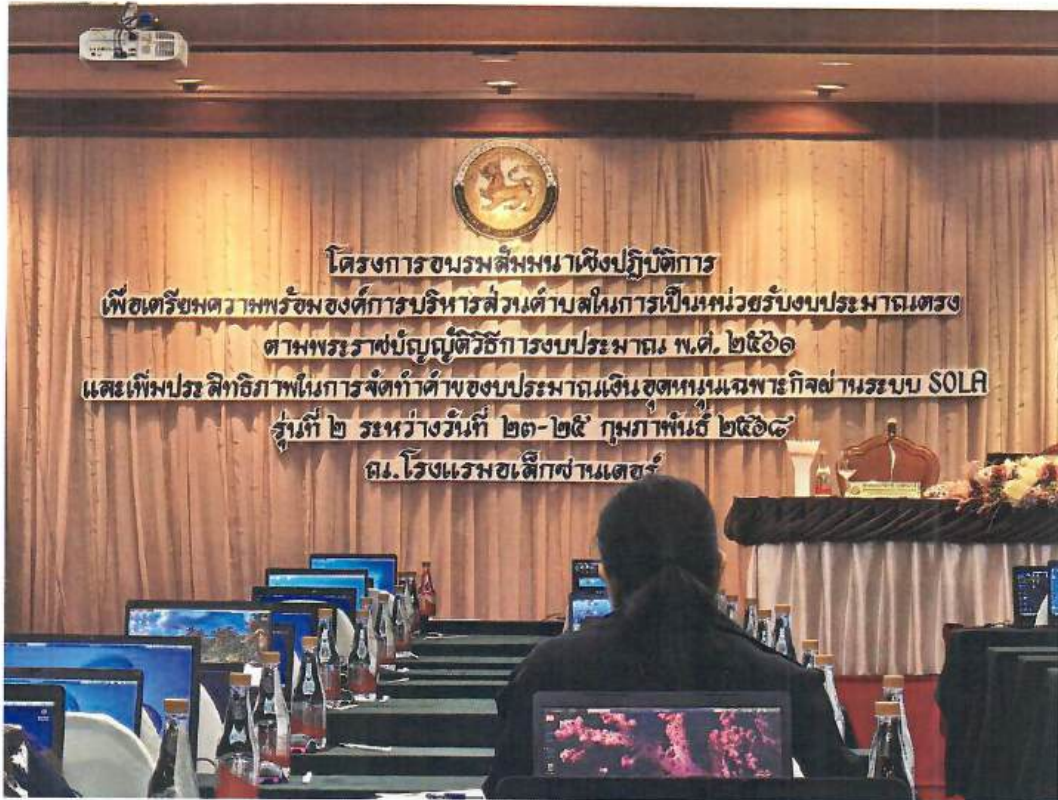 โครงการอบรมสัมมนาเชิงปฏิบัติการ
เพื่อเตรียมความพร้อมองค์การบริหารส่วนตำบลในการเป็นหน่วยรับงบประมาณตรง
ตามพระราชบัญญัติวิธีการงบประมาณ พ.ศ. ๒๕๖๑
และเพิ่มประสิทธิภาพในการจัดทำคำของบประมาณเงินอุดหนุนเฉพาะกิจผ่านระบบ SOLA
รุ่นที่ ๒ ระหว่างวันที่ ๒๓-๒๕ กุมภาพันธ์ ๒๕๖๘
ณ.โรงแรมอเล็กซานเดอร์